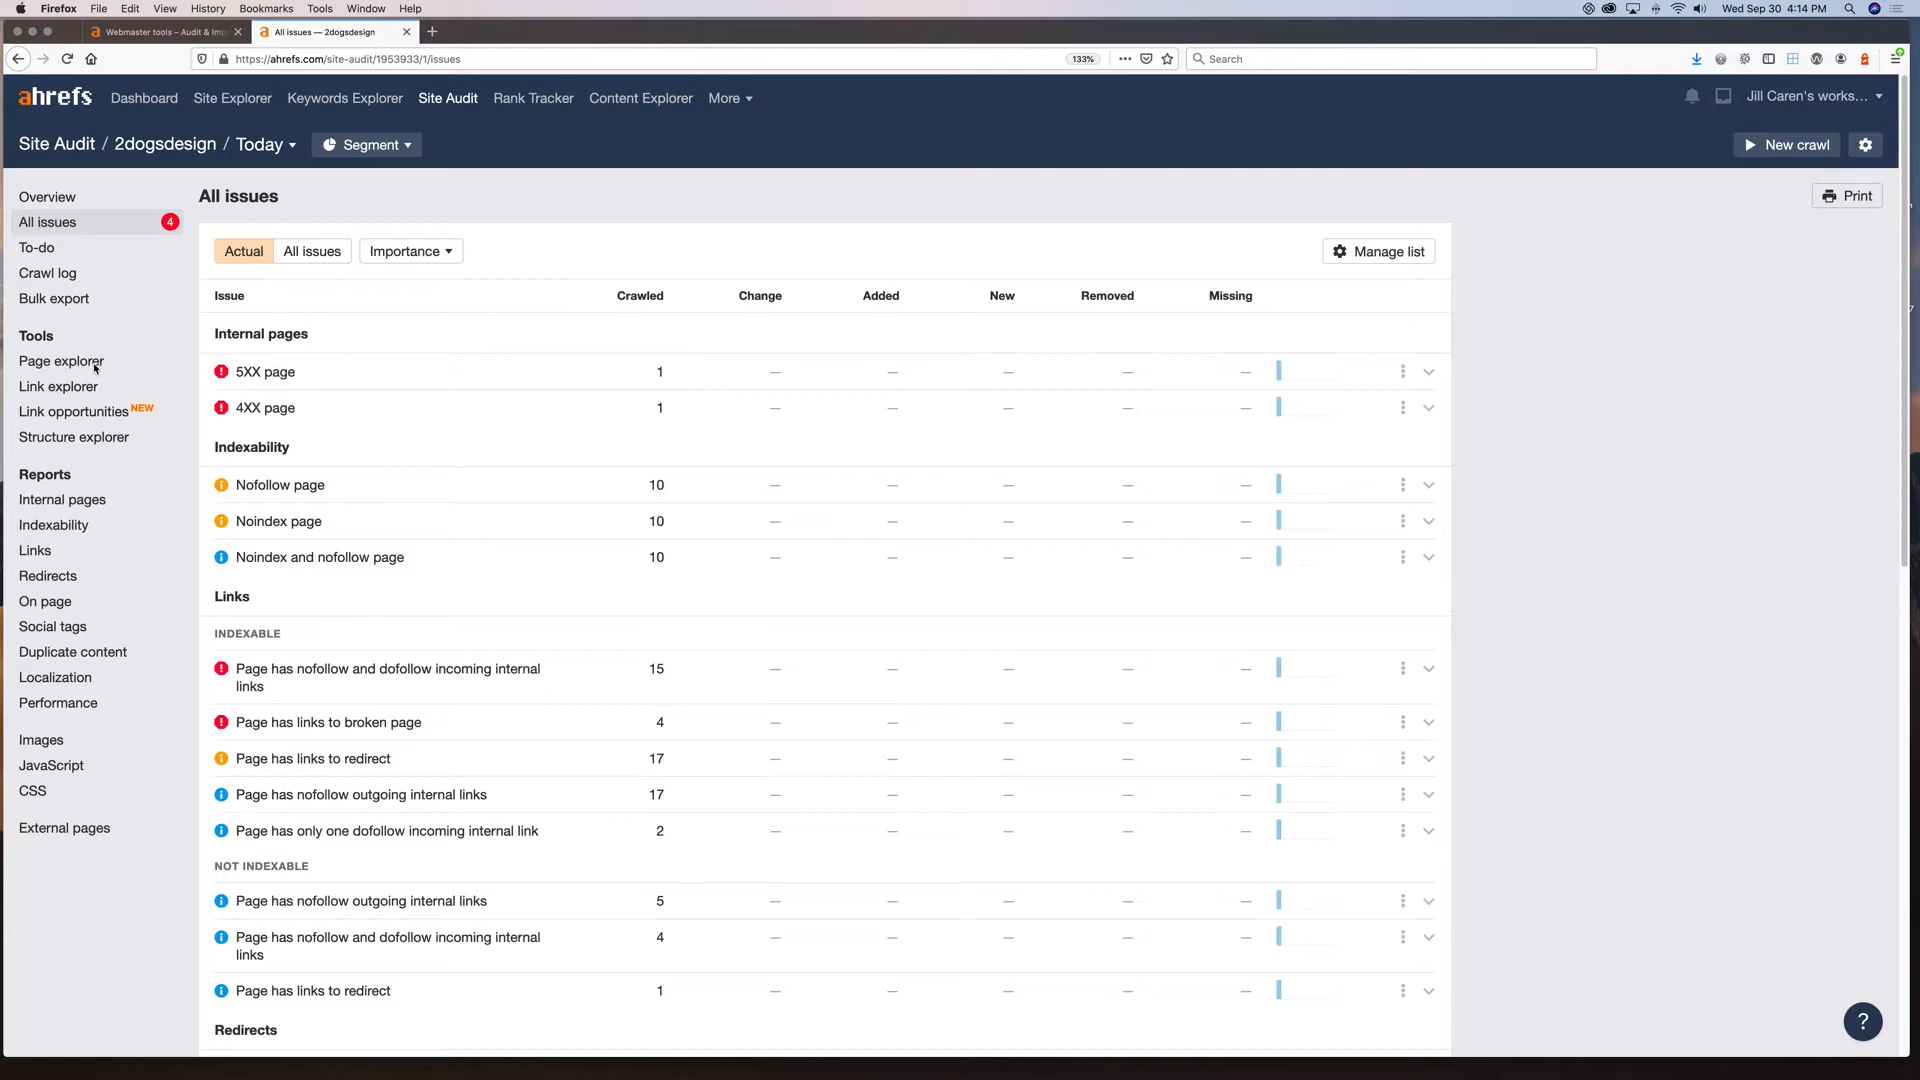 Firefox File Edit View History Bookmarks Tools Window Help Wed Sep 30 4:14 PM
a Webmaster tools – Audit & Imp
a All issues — 2dogsdesign
https://ahrefs.com/site-audit/1953933/1/issues 133% Search
ahrefs Dashboard Site Explorer Keywords Explorer Site Audit Rank Tracker Content Explorer More Jill Caren's works...
Site Audit / 2dogsdesign / Today Segment New crawl
Overview
All issues 4
To-do
Crawl log
Bulk export
Tools
Page explorer
Link explorer
Link opportunities NEW
Structure explorer
Reports
Internal pages
Indexability
Links
Redirects
On page
Social tags
Duplicate content
Localization
Performance
Images
JavaScript
CSS
External pages
All issues Print
Actual All issues Importance Manage list
Issue Crawled Change Added New Removed Missing
Internal pages
5XX page 1 — — — — —
4XX page 1 — — — — —
Indexability
Nofollow page 10 — — — — —
Noindex page 10 — — — — —
Noindex and nofollow page 10 — — — — —
Links
INDEXABLE
Page has nofollow and dofollow incoming internal
links 15 — — — — —
Page has links to broken page 4 — — — — —
Page has links to redirect 17 — — — — —
Page has nofollow outgoing internal links 17 — — — — —
Page has only one dofollow incoming internal link 2 — — — — —
NOT INDEXABLE
Page has nofollow outgoing internal links 5 — — — — —
Page has nofollow and dofollow incoming internal
links 4 — — — — —
Page has links to redirect 1 — — — — —
Redirects
?